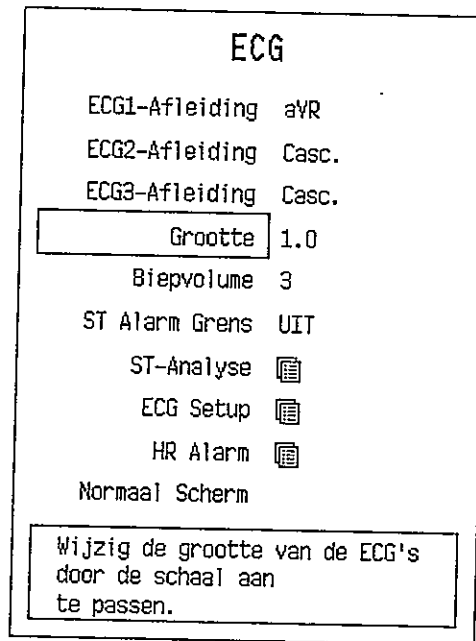 ECG
ECG1-Afleiding aVR
ECG2-Afleiding Casc.
ECG3-Afleiding Casc.
Grootte 1.0
Biepvolume 3
ST Alarm Grens UIT
ST-Analyse
ECG Setup
HR Alarm
Normaal Scherm
Wijzig de grootte van de ECG's
door de schaal aan
te passen.